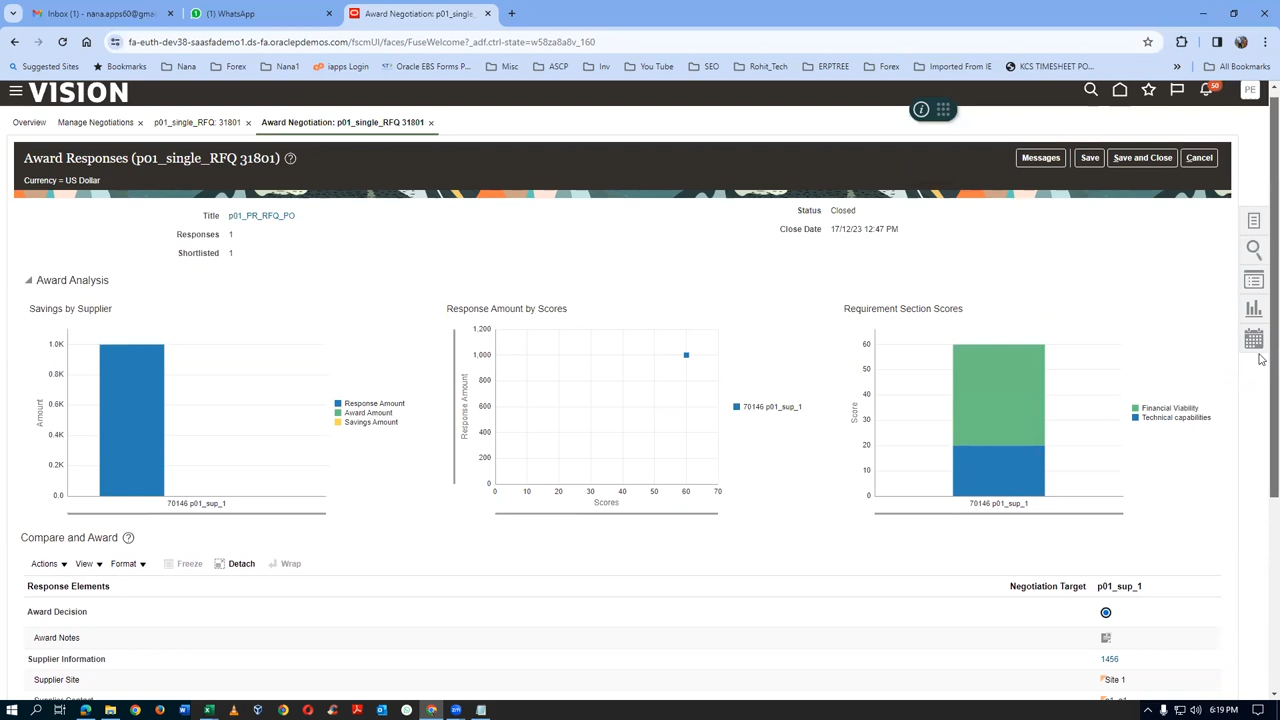 Inbox (1) - nana.apps60@gmai
(1) WhatsApp
Award Negotiation: p01_single_
fa-euth-dev38-saasfademo1.ds-fa.oraclepdemos.com/fscmUI/faces/FuseWelcome?_adf.ctrl-state=w58za8a8v_160
Suggested Sites
Bookmarks
Nana
Forex
Nana1
iapps Login
Oracle EBS Forms P...
Misc
ASCP
Inv
You Tube
SEO
Rohit_Tech
ERPTREE
Forex
Imported From IE
KCS TIMESHEET PO...
»
All Bookmarks
VISION
50
PE
Overview
Manage Negotiations
p01_single_RFQ: 31801
Award Negotiation: p01_single_RFQ 31801
Award Responses (p01_single_RFQ 31801)
Messages
Save
Save and Close
Cancel
Currency = US Dollar
Title p01_PR_RFQ_PO
Responses 1
Shortlisted 1
Status Closed
Close Date 17/12/23 12:47 PM
Award Analysis
Savings by Supplier
1.0K
0.8K
0.6K
0.4K
0.2K
0.0
Amount
70146 p01_sup_1
Response Amount
Award Amount
Savings Amount
Response Amount by Scores
1,200
1,000
800
600
400
200
0
Response Amount
0 10 20 30 40 50 60 70
Scores
70146 p01_sup_1
Requirement Section Scores
60
50
40
30
20
10
0
Score
70146 p01_sup_1
Financial Viability
Technical capabilities
Compare and Award
Actions
View
Format
Freeze
Detach
Wrap
Response Elements Negotiation Target p01_sup_1
Award Decision
Award Notes
Supplier Information 1456
Supplier Site Site 1
6:19 PM